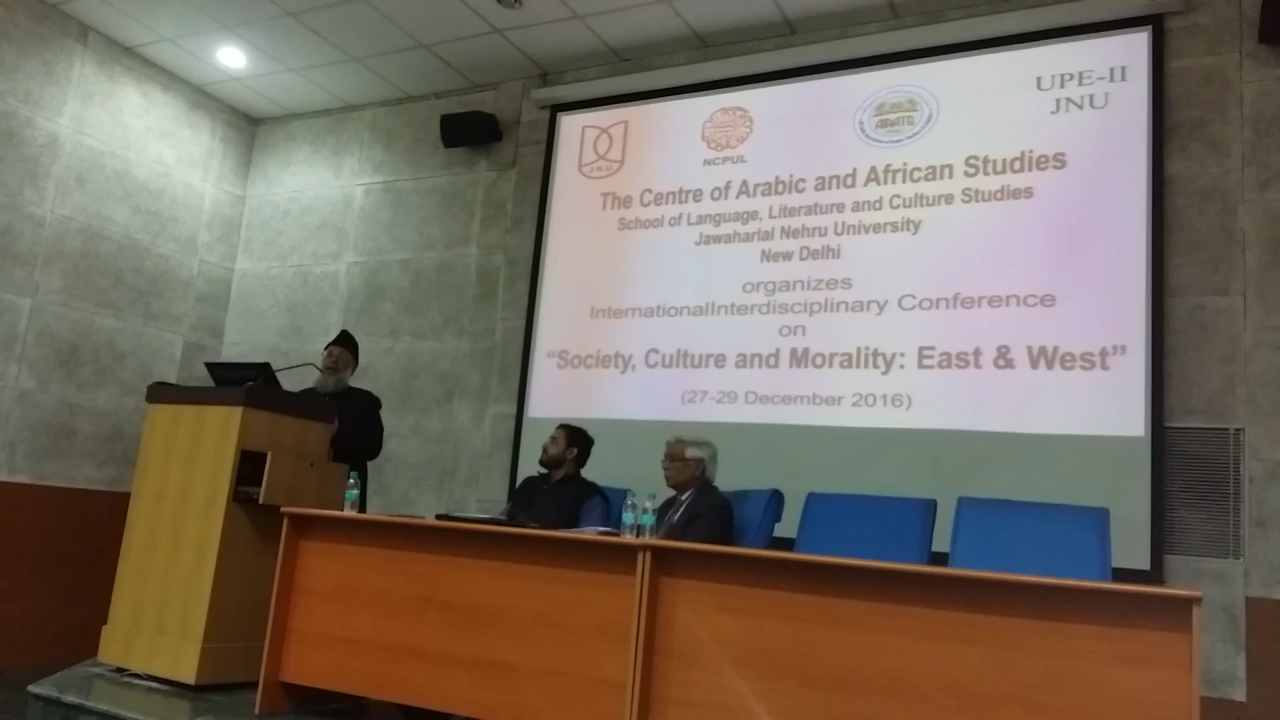 UPE-II
JNU
JNU
NCPUL
The Centre of Arabic and African Studies
School of Language, Literature and Culture Studies
Jawaharlal Nehru University
New Delhi
organizes
InternationalInterdisciplinary Conference
on
“Society, Culture and Morality: East & West”
(27-29 December 2016)